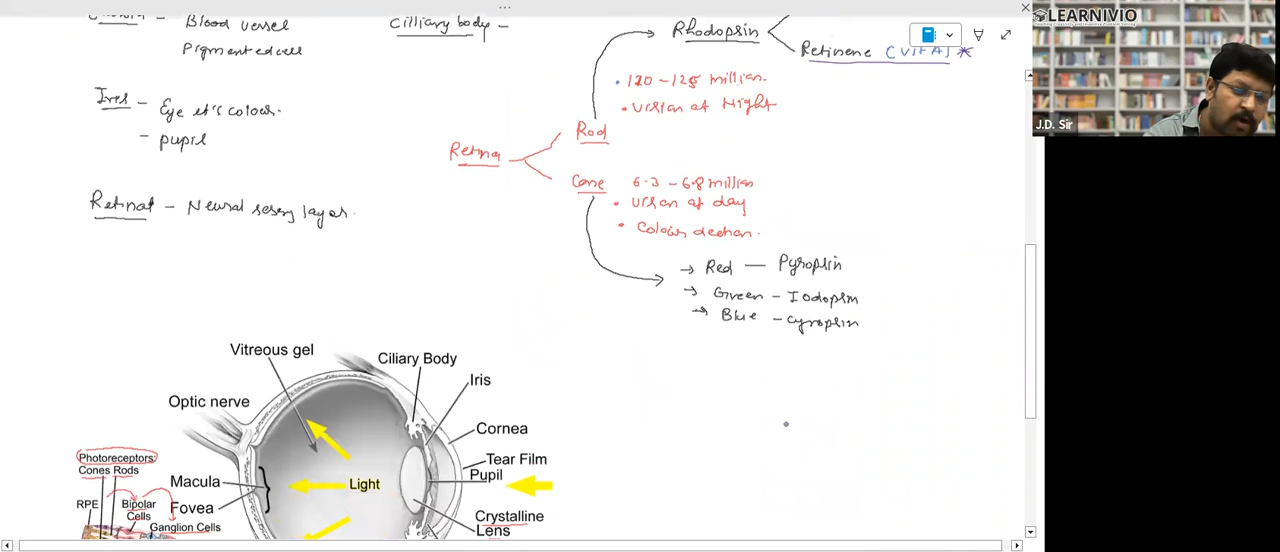 Blood vessel
Cilliary body -
Pigmented cell
Rhodopsin
Retinene (Vit A) *
LEARNIVIO
J.D. Sir
• 120 - 125 million.
• Vision at Night
Iris - Eye it's colour.
- pupil
Rod
Retina
Cone 6.3 - 6.8 million
• Vision at day
• Colour dection.
Retinal - Neural sesory layer.
→ Red — Pyropsin
→ Green - Iodopsin
→ Blue - Cyropsin
Vitreous gel
Ciliary Body
Iris
Optic nerve
Cornea
Photoreceptors:
Cones Rods
Tear Film
Pupil
Macula
Light
RPE
Bipolar
Cells
Fovea
Ganglion Cells
Crystalline
Lens